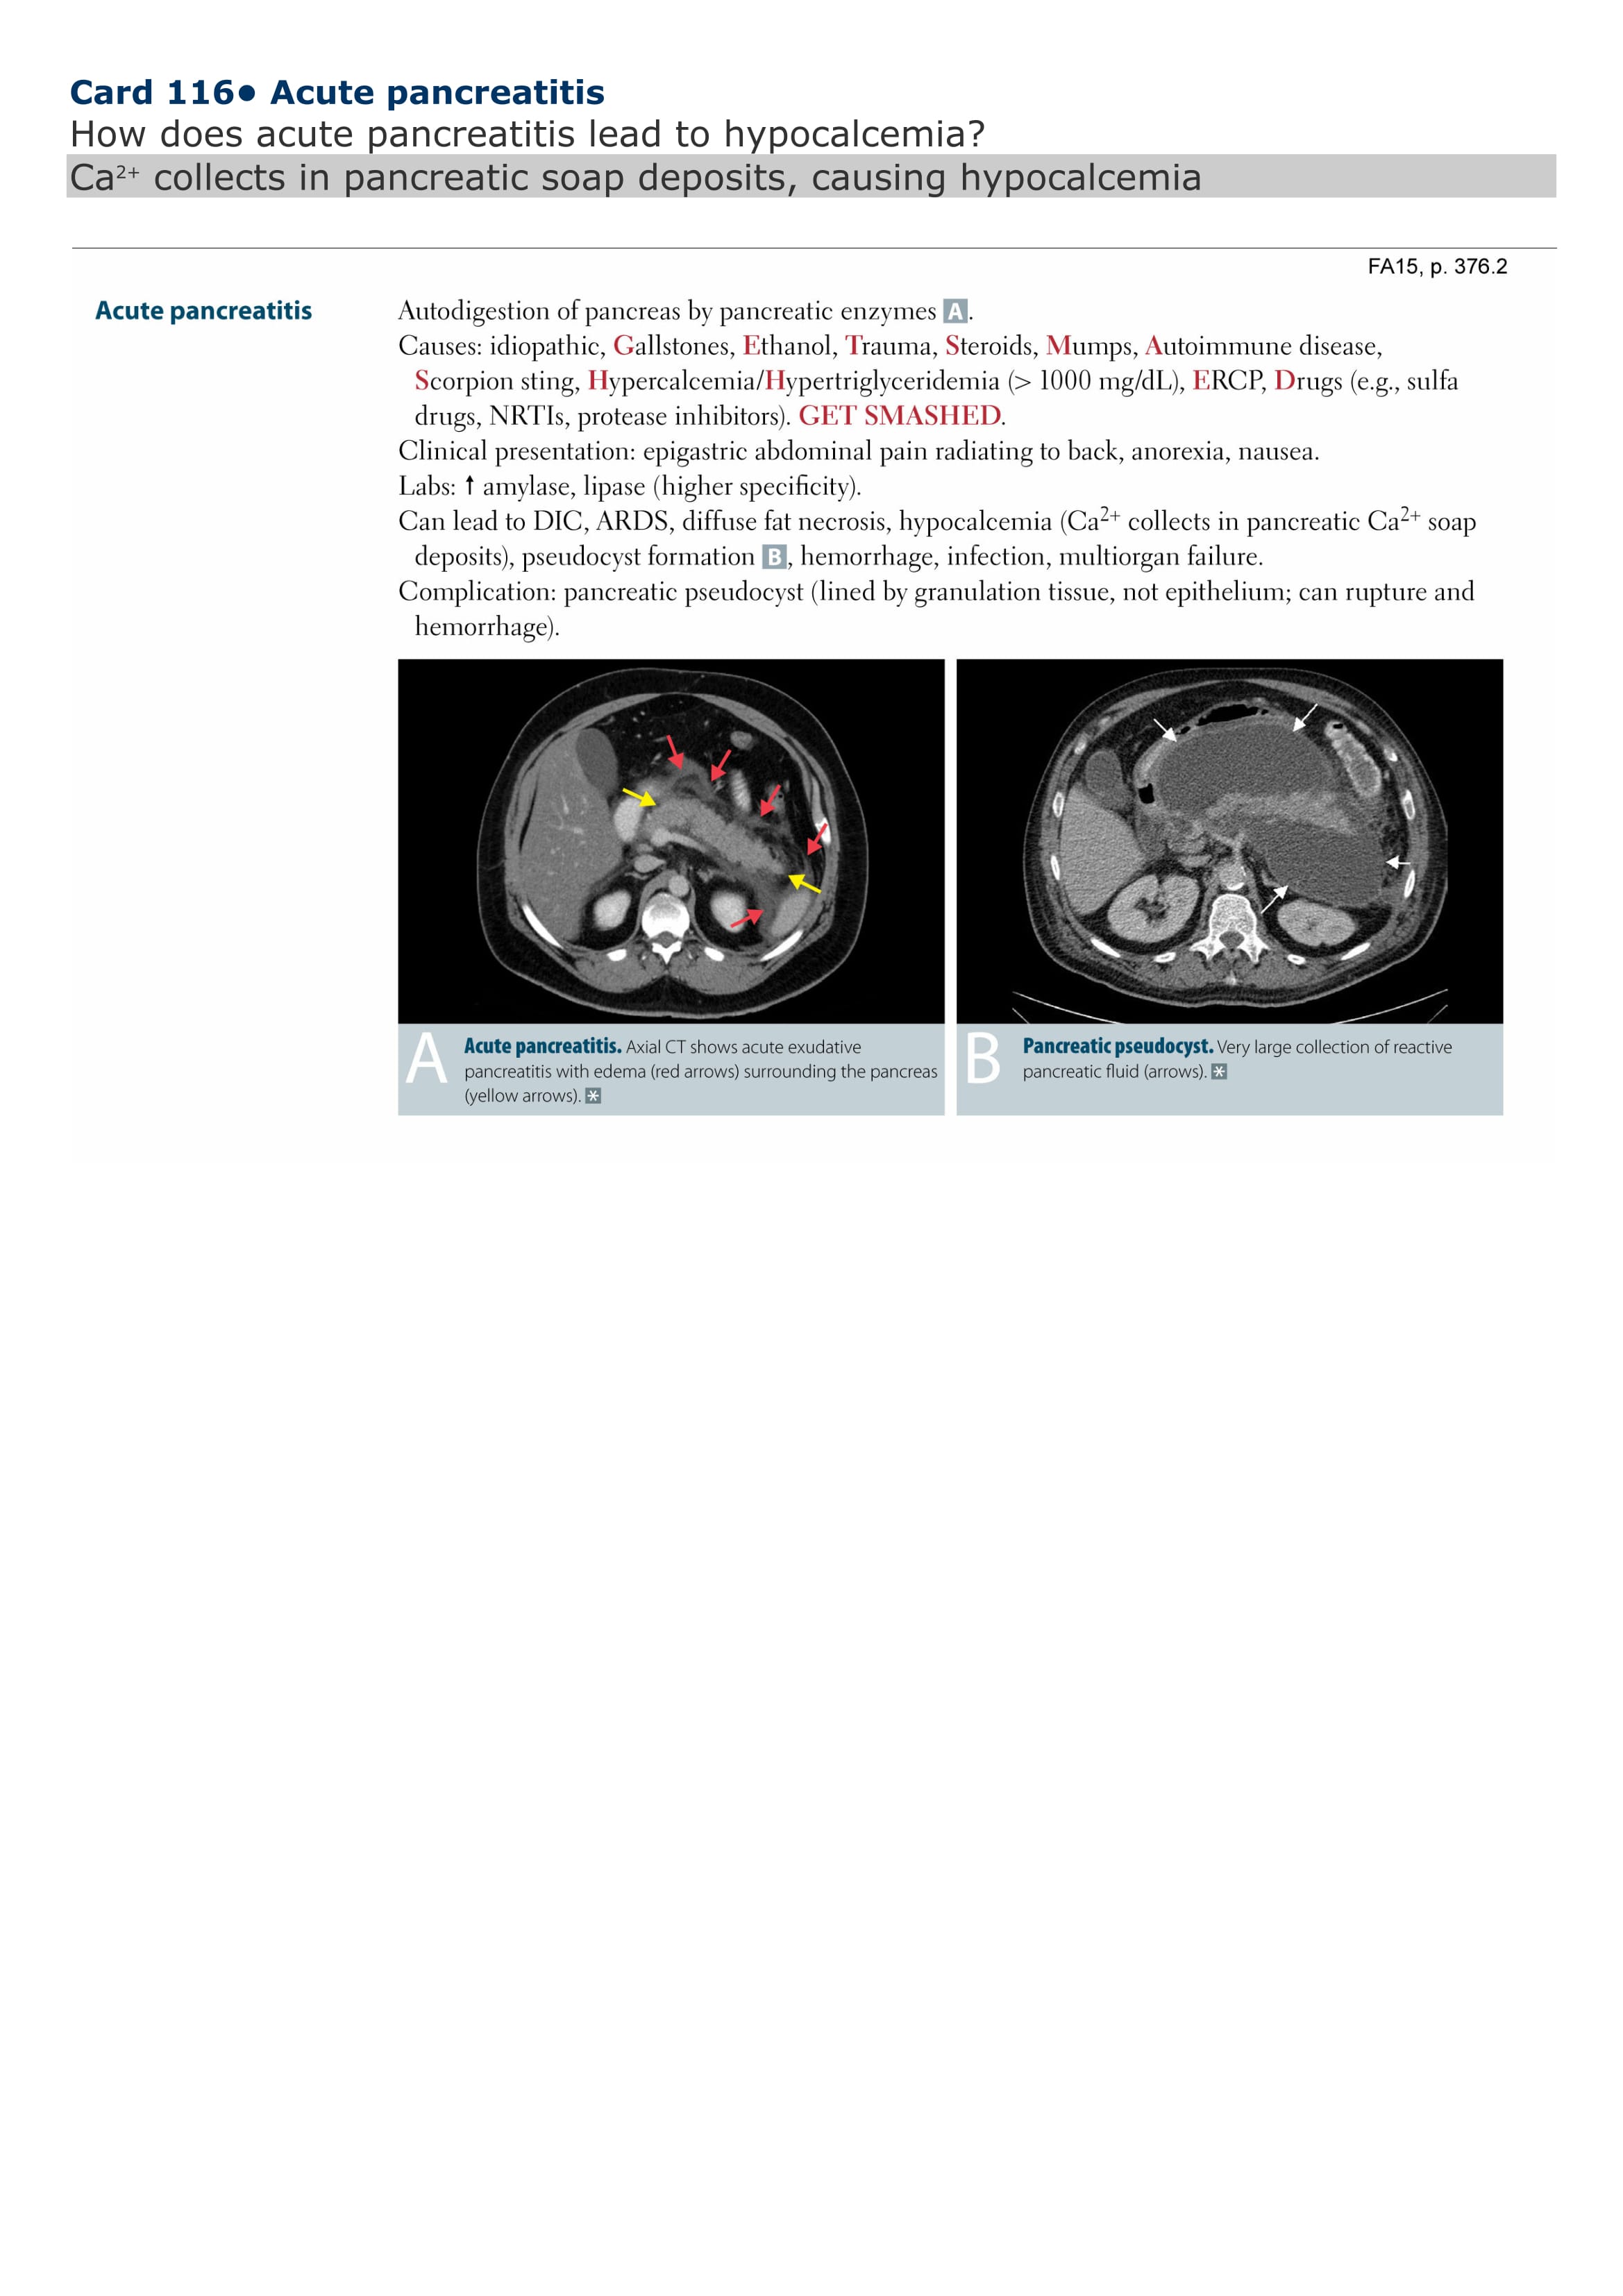 Card 116• Acute pancreatitis
How does acute pancreatitis lead to hypocalcemia?
Ca²⁺ collects in pancreatic soap deposits, causing hypocalcemia
FA15, p. 376.2
Acute pancreatitis
Autodigestion of pancreas by pancreatic enzymes A.
Causes: idiopathic, Gallstones, Ethanol, Trauma, Steroids, Mumps, Autoimmune disease,
Scorpion sting, Hypercalcemia/Hypertriglyceridemia (> 1000 mg/dL), ERCP, Drugs (e.g., sulfa
drugs, NRTIs, protease inhibitors). GET SMASHED.
Clinical presentation: epigastric abdominal pain radiating to back, anorexia, nausea.
Labs: ↑ amylase, lipase (higher specificity).
Can lead to DIC, ARDS, diffuse fat necrosis, hypocalcemia (Ca²⁺ collects in pancreatic Ca²⁺ soap
deposits), pseudocyst formation B, hemorrhage, infection, multiorgan failure.
Complication: pancreatic pseudocyst (lined by granulation tissue, not epithelium; can rupture and
hemorrhage).
A
Acute pancreatitis. Axial CT shows acute exudative
pancreatitis with edema (red arrows) surrounding the pancreas
(yellow arrows). *
B
Pancreatic pseudocyst. Very large collection of reactive
pancreatic fluid (arrows). *